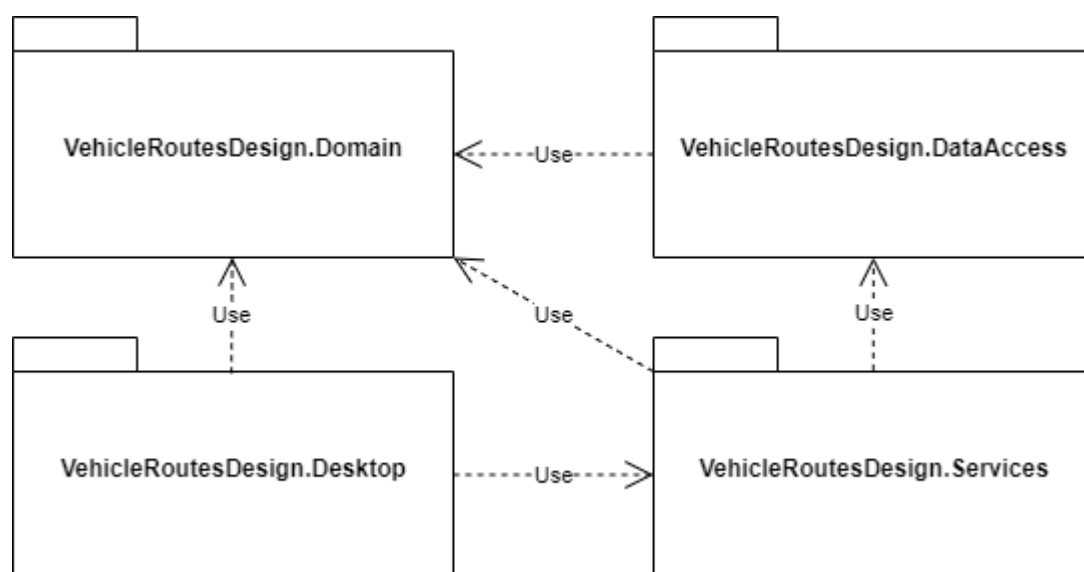 VehicleRoutesDesign.Domain
Use
VehicleRoutesDesign.DataAccess
Use
Use
Use
VehicleRoutesDesign.Desktop
Use
VehicleRoutesDesign.Services